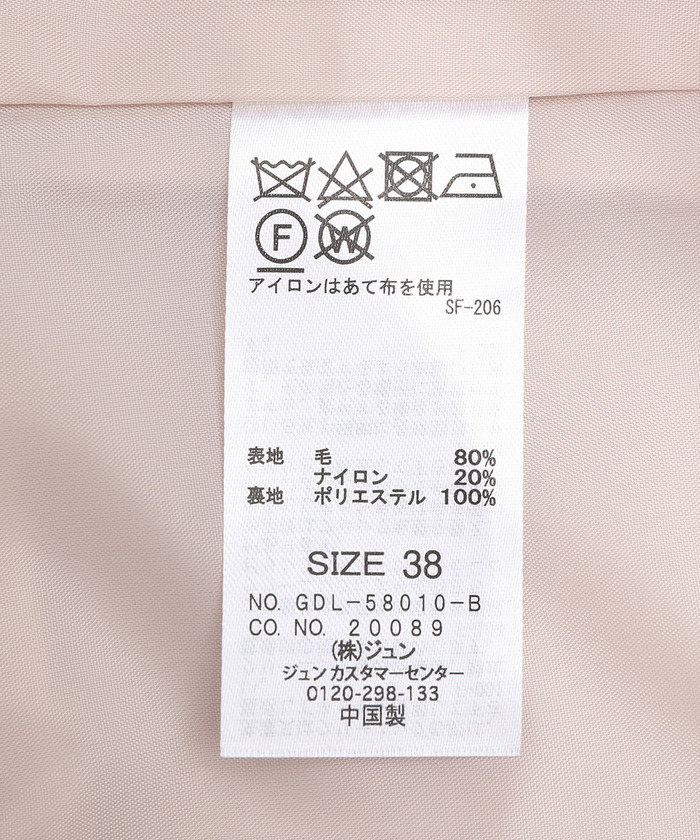 F W
アイロンはあて布を使用
SF-206
表地 毛 80%
ナイロン 20%
裏地 ポリエステル 100%
SIZE 38
NO. GDL-58010-B
CO. NO. 20089
(株)ジュン
ジュン カスタマーセンター
0120-298-133
中国製